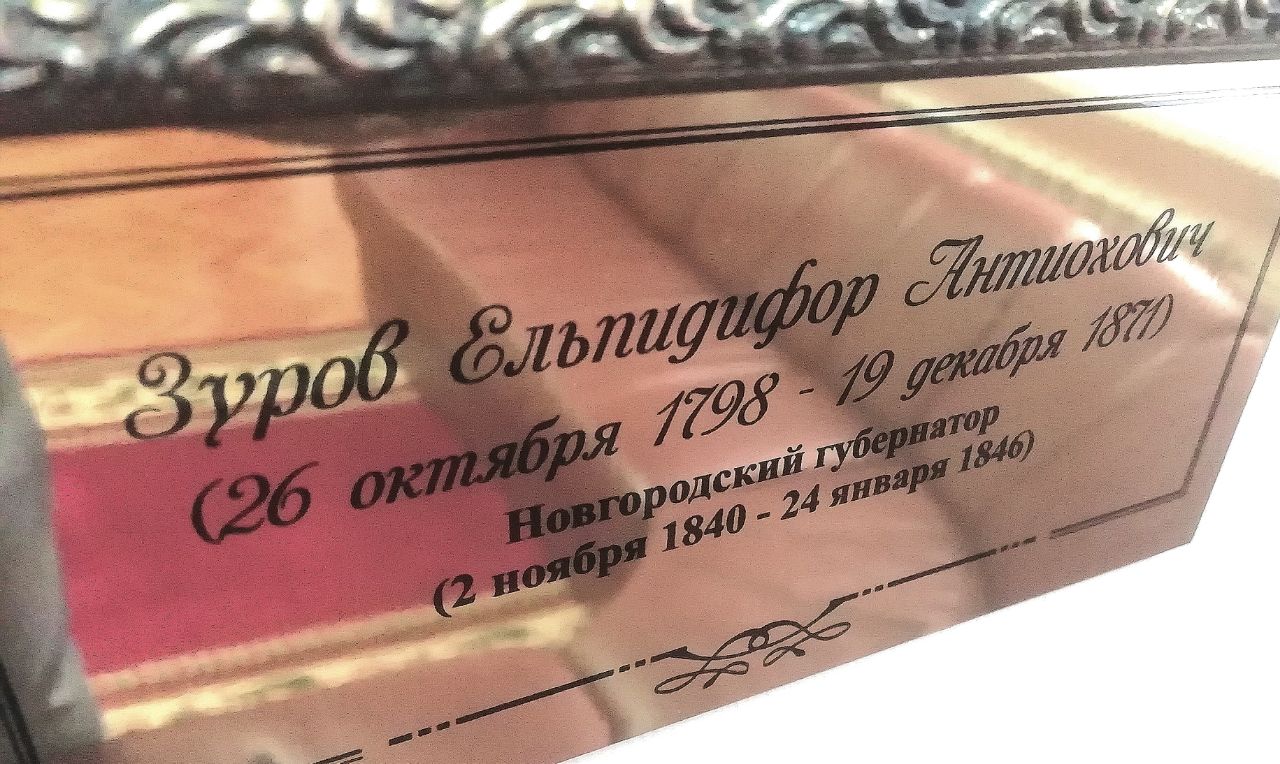 Зуров Ельпидифор Антиохович
(26 октября 1798 - 19 декабря 1871)
Новгородский губернатор
(2 ноября 1840 - 24 января 1846)